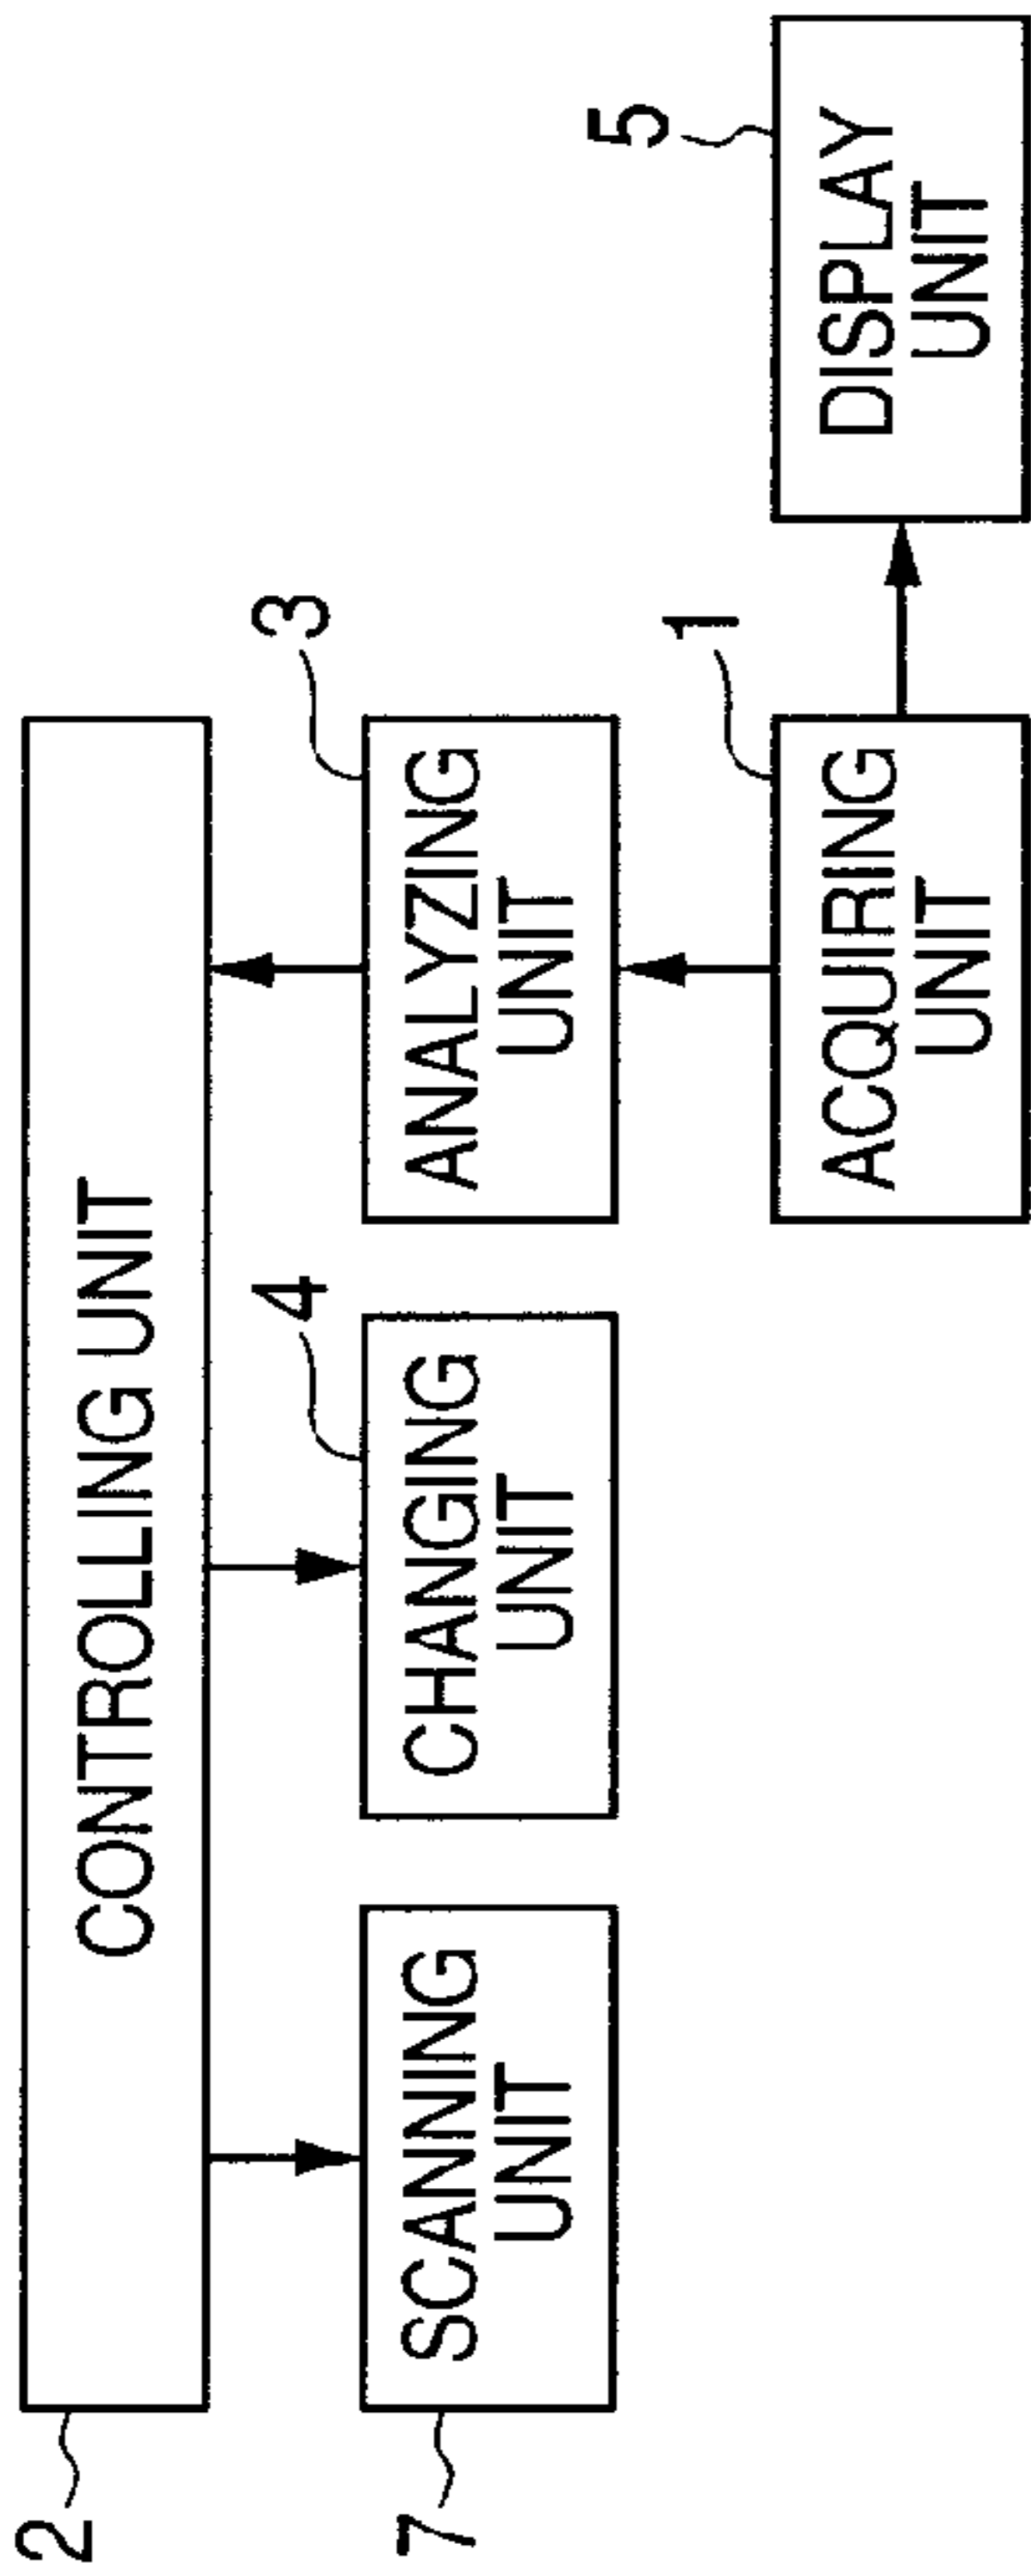 2
CONTROLLING UNIT
7
SCANNING
UNIT
4
CHANGING
UNIT
3
ANALYZING
UNIT
1
ACQUIRING
UNIT
5
DISPLAY
UNIT